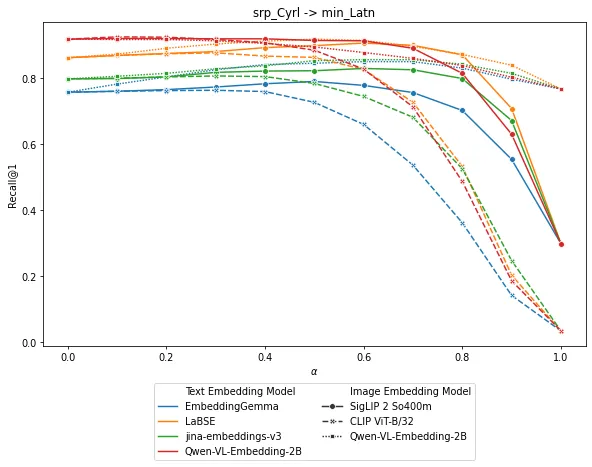 srp_Cyrl -> min_Latn
Recall@1
0.8
0.6
0.4
0.2
0.0
0.0 0.2 0.4 0.6 0.8 1.0
α
Text Embedding Model Image Embedding Model
EmbeddingGemma SigLIP 2 So400m
LaBSE CLIP ViT-B/32
jina-embeddings-v3 Qwen-VL-Embedding-2B
Qwen-VL-Embedding-2B